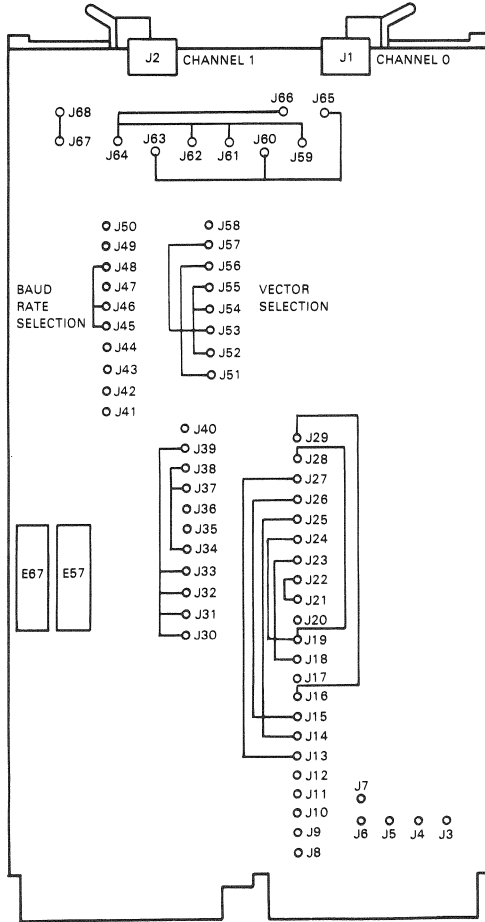 J2 CHANNEL 1 J1 CHANNEL 0
J68 J66 J65
J67 J64 J63 J62 J61 J60 J59
J50 J58
J49 J57
J48 J56
BAUD J47 J55 VECTOR
RATE J46 J54 SELECTION
SELECTION J45 J53
J44 J52
J43 J51
J42
J41
J40
J39 J29
J38 J28
J37 J27
J36 J26
J35 J25
J34 J24
E67 E57 J33 J23
J32 J22
J31 J21
J30 J20
J19
J18
J17
J16
J15
J14
J13
J12
J11 J7
J10
J9 J6 J5 J4 J3
J8